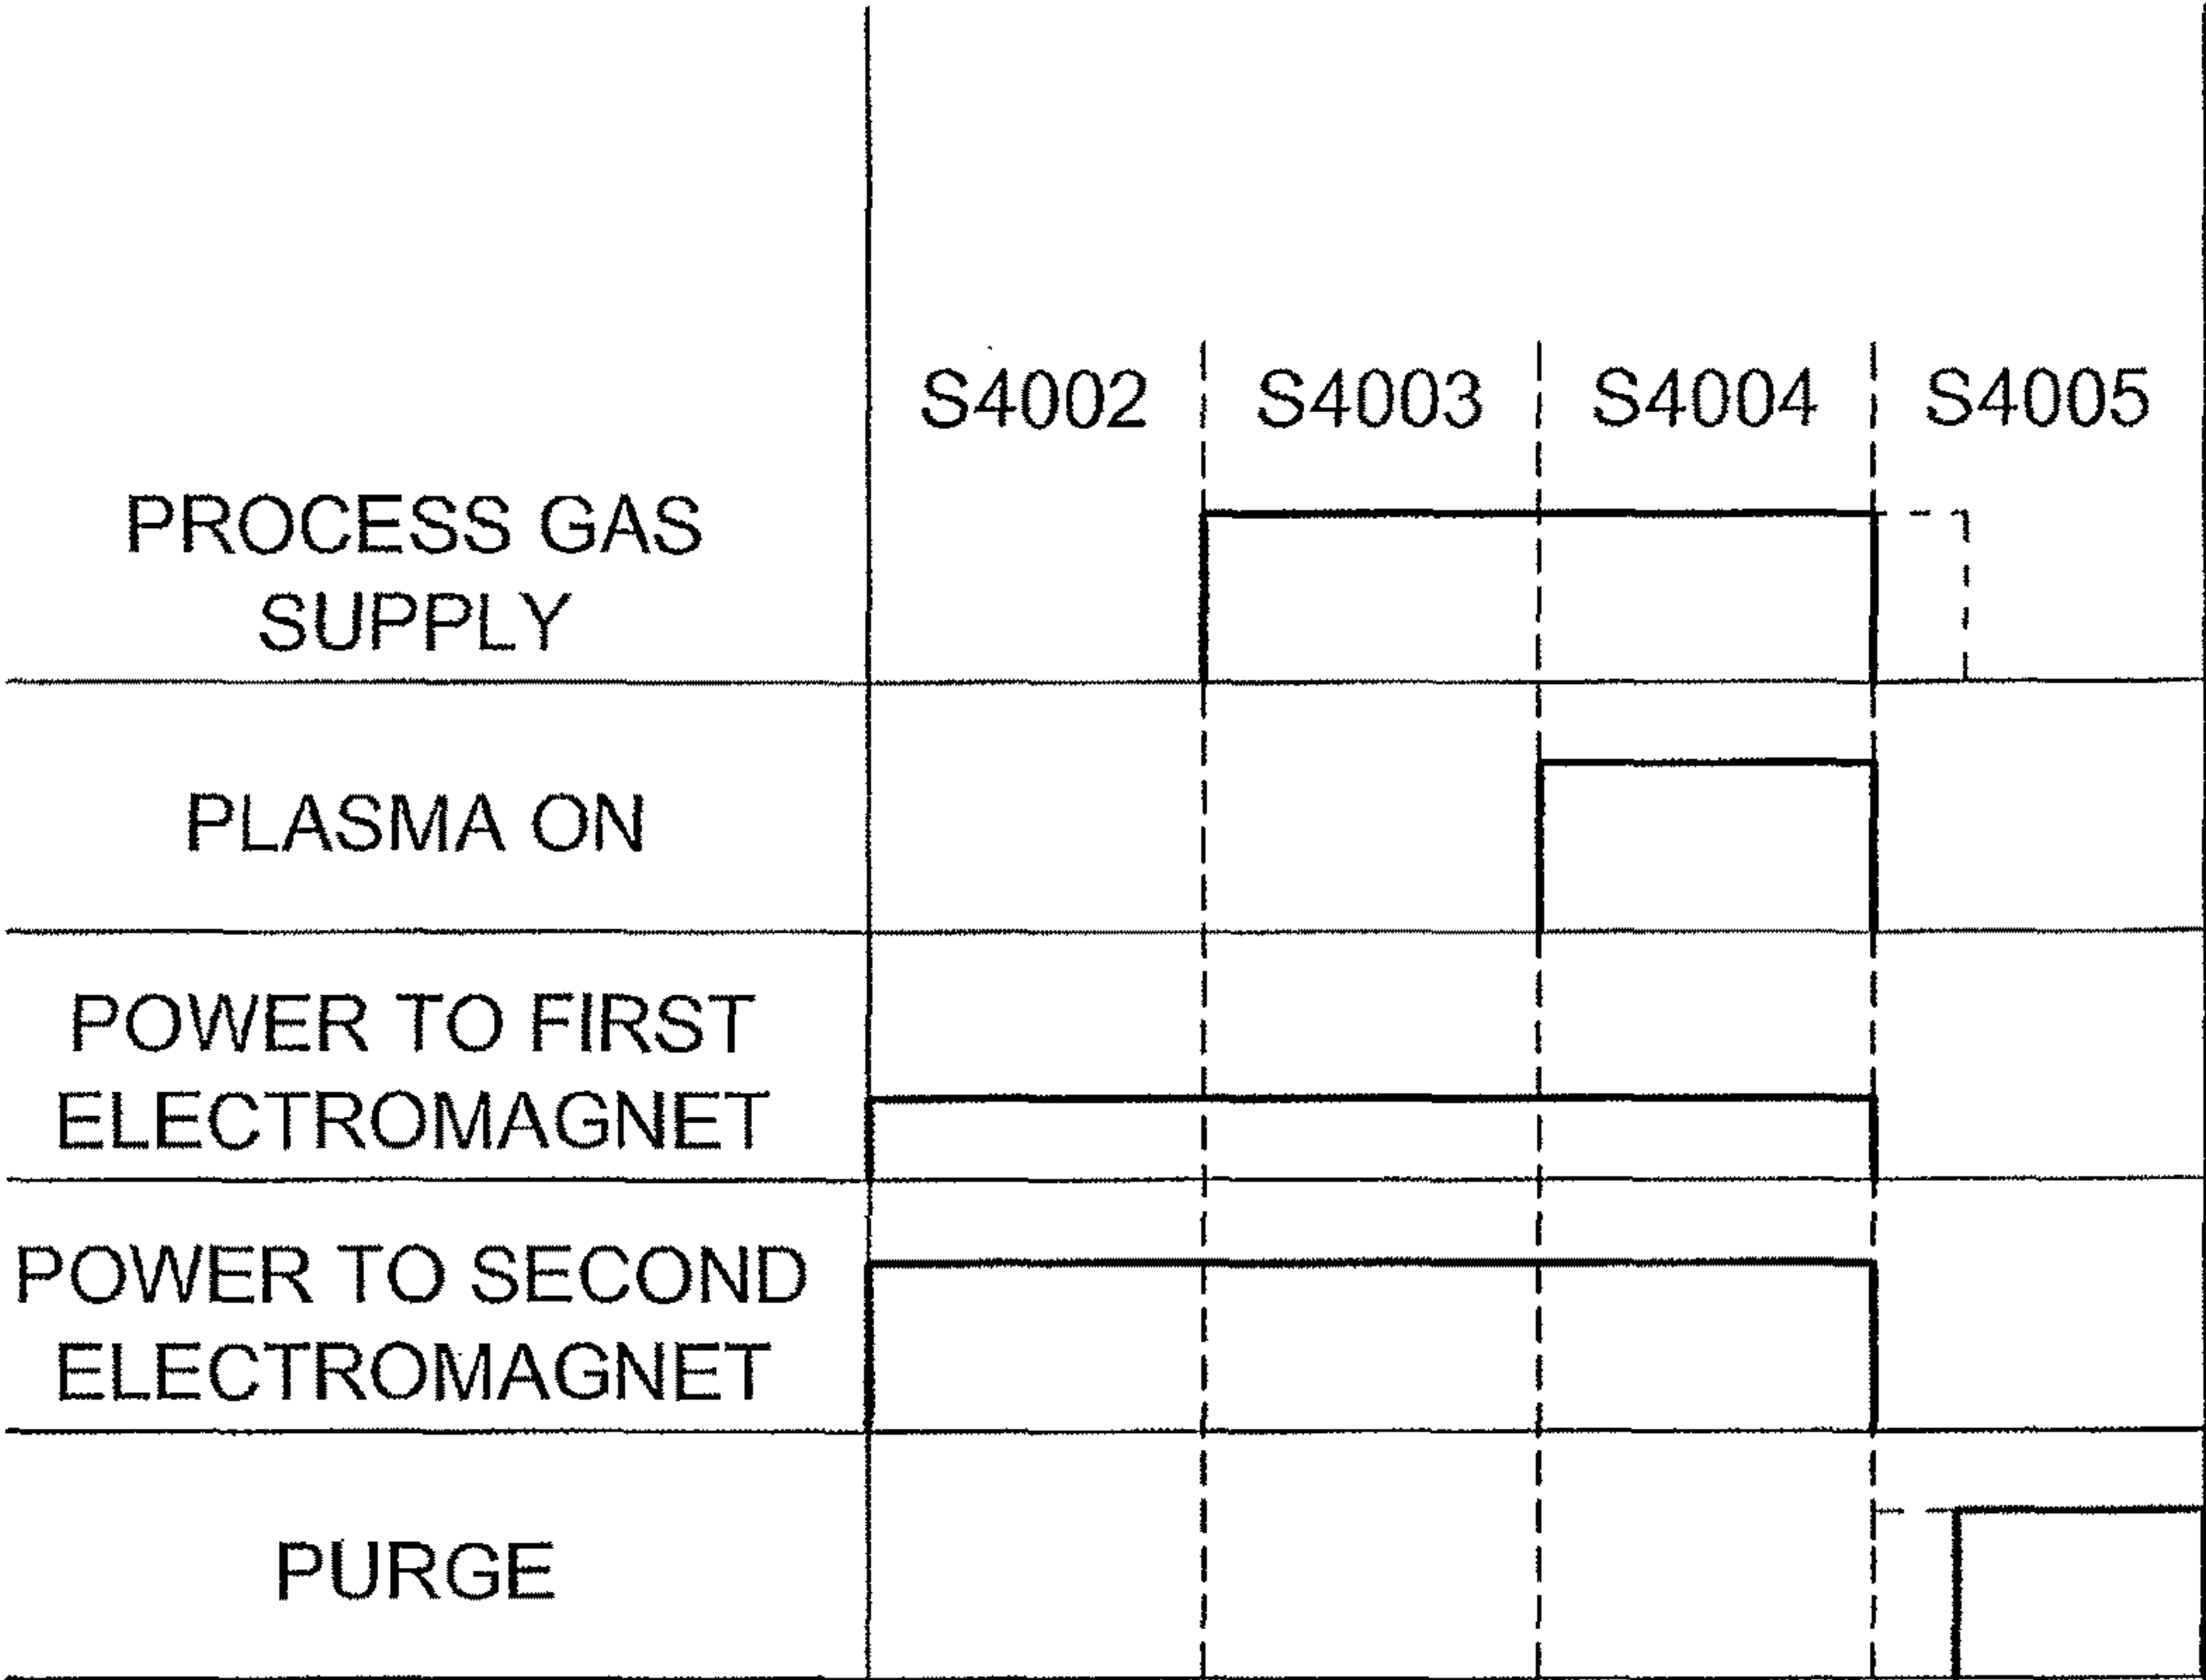 S4002 S4003 S4004 S4005
PROCESS GAS
SUPPLY
PLASMA ON
POWER TO FIRST
ELECTROMAGNET
POWER TO SECOND
ELECTROMAGNET
PURGE